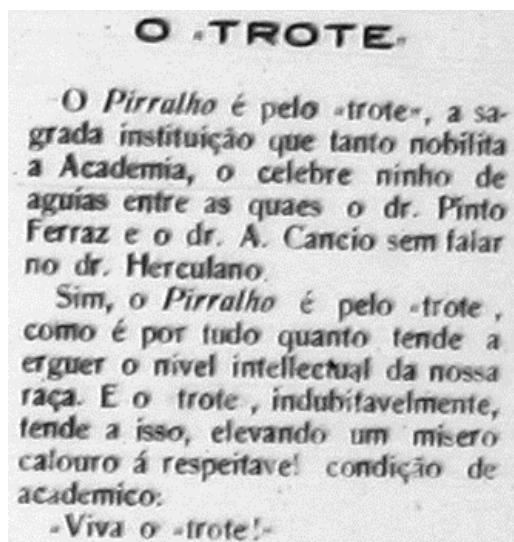 O «TROTE»
O Pirralho é pelo «trote», a sa-
grada instituição que tanto nobilita
a Academia, o celebre ninho de
aguias entre as quaes o dr. Pinto
Ferraz e o dr. A. Cancio sem falar
no dr. Herculano.
Sim, o Pirralho é pelo «trote ,
como é por tudo quanto tende a
erguer o nivel intellectual da nossa
raça. E o trote , indubitavelmente,
tende a isso, elevando um misero
calouro á respeitavel condição de
academico:
«Viva o «trote!»